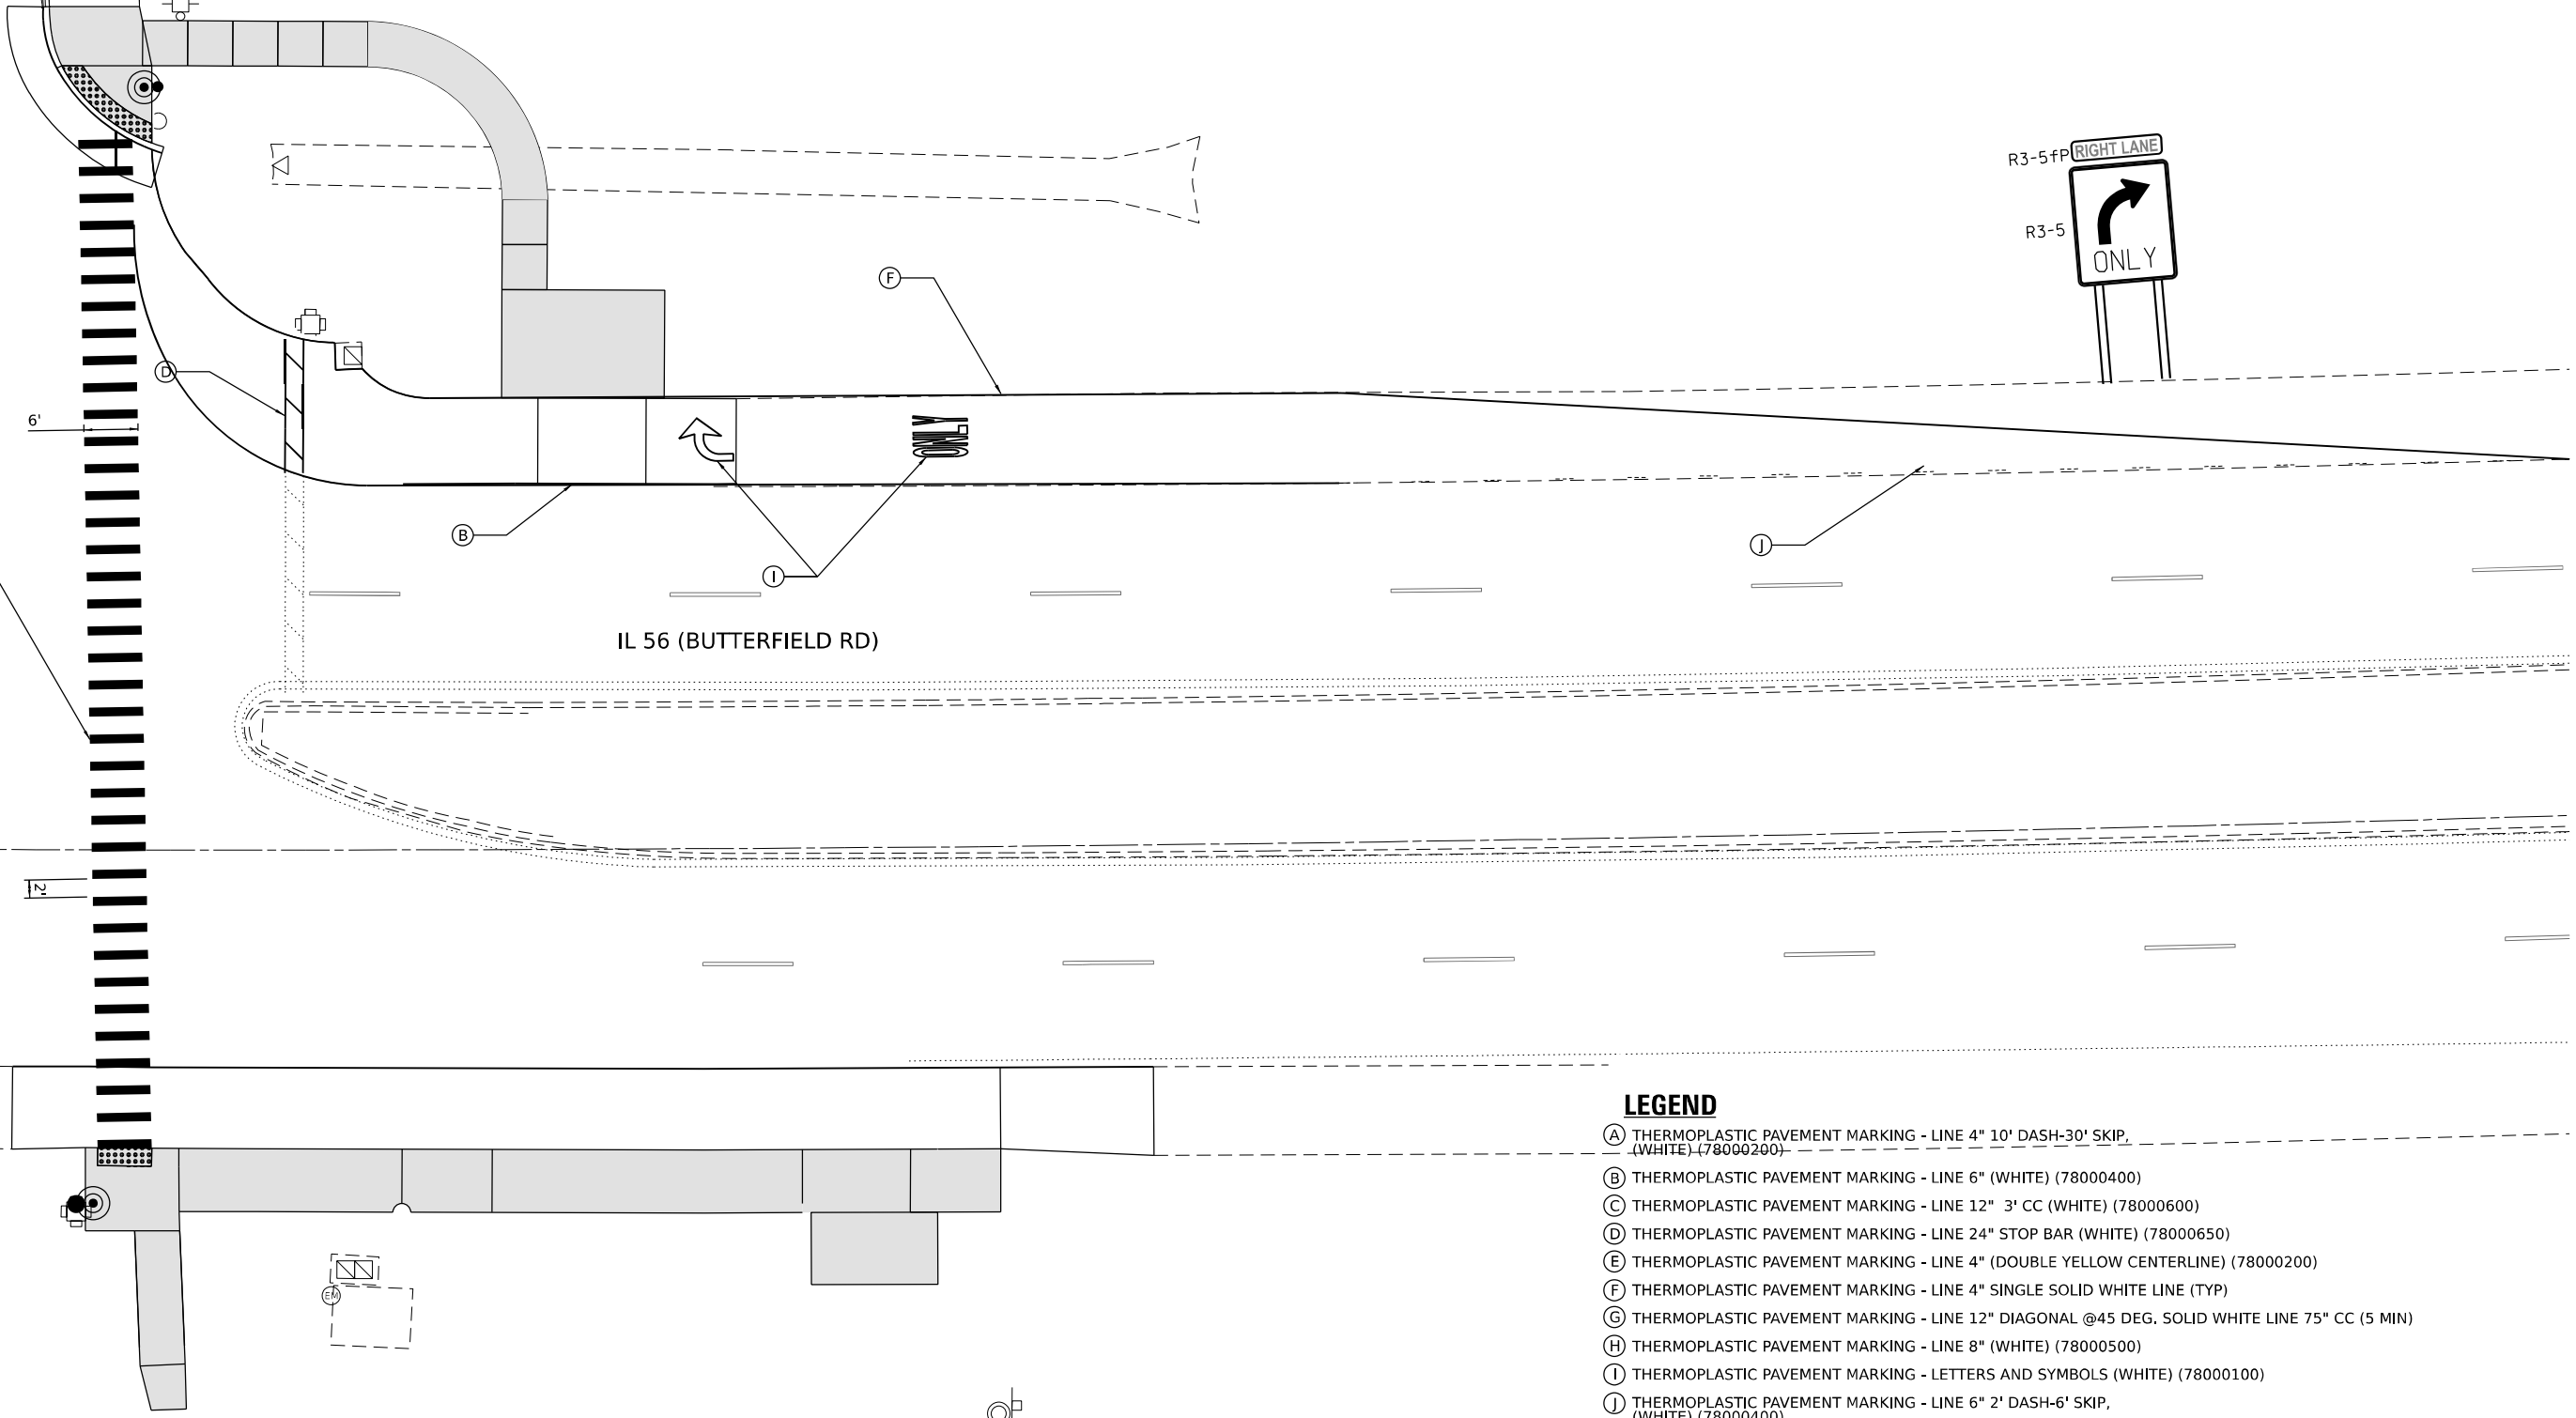 R3-5fP
RIGHT LANE
R3-5
ONLY
F
D
6'
ONLY
B
I
J
IL 56 (BUTTERFIELD RD)
2'
EM
LEGEND
A THERMOPLASTIC PAVEMENT MARKING - LINE 4" 10' DASH-30' SKIP,
(WHITE) (78000200)
B THERMOPLASTIC PAVEMENT MARKING - LINE 6" (WHITE) (78000400)
C THERMOPLASTIC PAVEMENT MARKING - LINE 12" 3' CC (WHITE) (78000600)
D THERMOPLASTIC PAVEMENT MARKING - LINE 24" STOP BAR (WHITE) (78000650)
E THERMOPLASTIC PAVEMENT MARKING - LINE 4" (DOUBLE YELLOW CENTERLINE) (78000200)
F THERMOPLASTIC PAVEMENT MARKING - LINE 4" SINGLE SOLID WHITE LINE (TYP)
G THERMOPLASTIC PAVEMENT MARKING - LINE 12" DIAGONAL @45 DEG. SOLID WHITE LINE 75" CC (5 MIN)
H THERMOPLASTIC PAVEMENT MARKING - LINE 8" (WHITE) (78000500)
I THERMOPLASTIC PAVEMENT MARKING - LETTERS AND SYMBOLS (WHITE) (78000100)
J THERMOPLASTIC PAVEMENT MARKING - LINE 6" 2' DASH-6' SKIP,
(WHITE) (78000400)